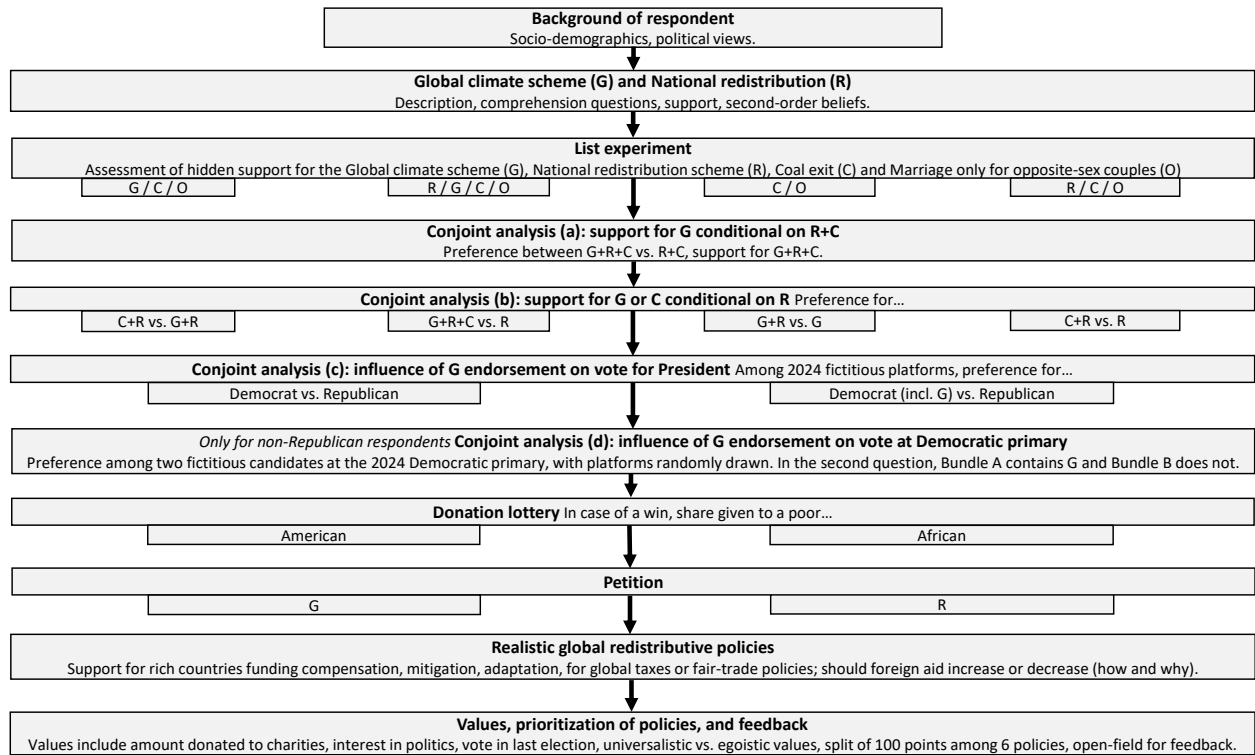 Background of respondent
Socio-demographics, political views.
Global climate scheme (G) and National redistribution (R)
Description, comprehension questions, support, second-order beliefs.
List experiment
Assessment of hidden support for the Global climate scheme (G), National redistribution scheme (R), Coal exit (C) and Marriage only for opposite-sex couples (O)
G / C / O
R / G / C / O
C / O
R / C / O
Conjoint analysis (a): support for G conditional on R+C
Preference between G+R+C vs. R+C, support for G+R+C.
Conjoint analysis (b): support for G or C conditional on R Preference for...
C+R vs. G+R
G+R+C vs. R
G+R vs. G
C+R vs. R
Conjoint analysis (c): influence of G endorsement on vote for President Among 2024 fictitious platforms, preference for...
Democrat vs. Republican
Democrat (incl. G) vs. Republican
Only for non-Republican respondents Conjoint analysis (d): influence of G endorsement on vote at Democratic primary
Preference among two fictitious candidates at the 2024 Democratic primary, with platforms randomly drawn. In the second question, Bundle A contains G and Bundle B does not.
Donation lottery In case of a win, share given to a poor...
American
African
Petition
G
R
Realistic global redistributive policies
Support for rich countries funding compensation, mitigation, adaptation, for global taxes or fair-trade policies; should foreign aid increase or decrease (how and why).
Values, prioritization of policies, and feedback
Values include amount donated to charities, interest in politics, vote in last election, universalistic vs. egoistic values, split of 100 points among 6 policies, open-field for feedback.